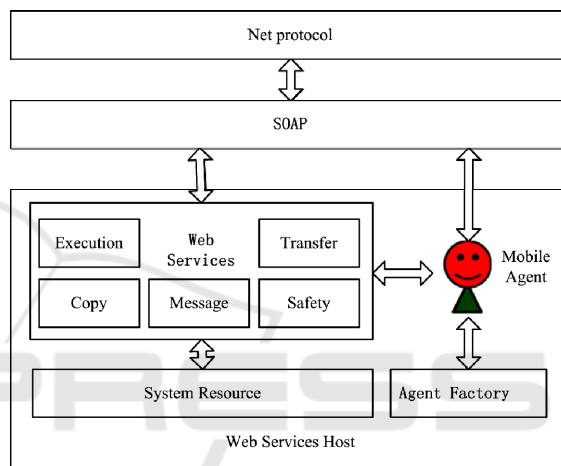 Net protocol
SOAP
Execution
Web
Services
Transfer
Copy
Message
Safety
Mobile
Agent
System Resource
Agent Factory
Web Services Host
PRESS